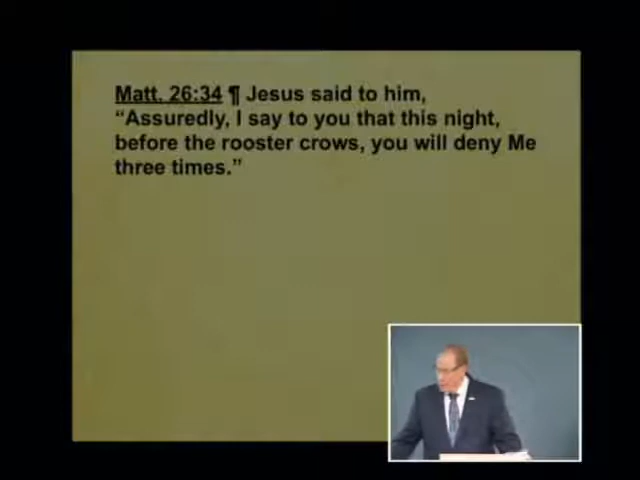 Matt. 26:34 ¶ Jesus said to him,
“Assuredly, I say to you that this night,
before the rooster crows, you will deny Me
three times.”